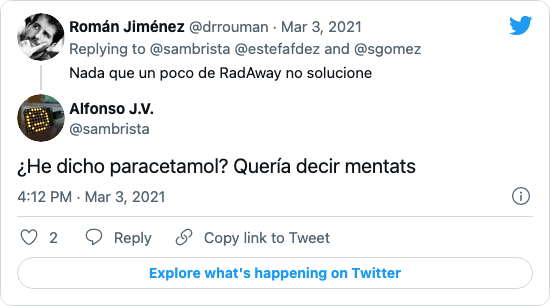 Román Jiménez @drrouman · Mar 3, 2021
Replying to @sambrista @estefafdez and @sgomez
Nada que un poco de RadAway no solucione
Alfonso J.V.
@sambrista
¿He dicho paracetamol? Quería decir mentats
4:12 PM · Mar 3, 2021
2 Reply Copy link to Tweet
Explore what's happening on Twitter